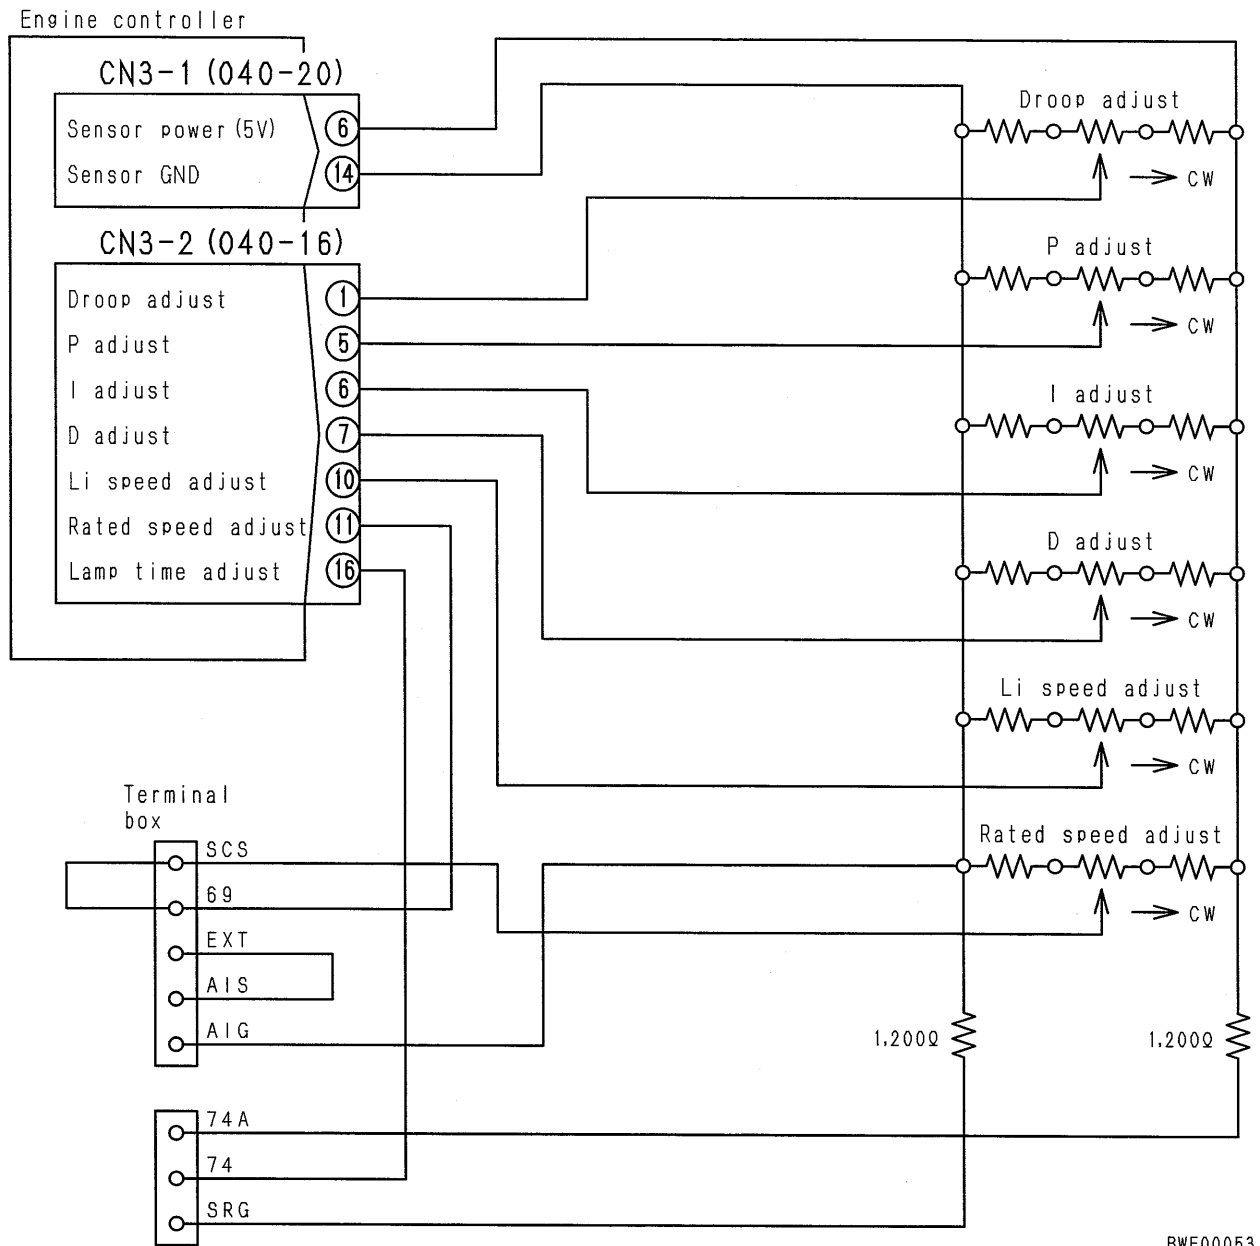 Engine controller
CN3-1 (040-20)
Sensor power (5V) 6
Sensor GND 14
CN3-2 (040-16)
Droop adjust 1
P adjust 5
I adjust 6
D adjust 7
Li speed adjust 10
Rated speed adjust 11
Lamp time adjust 16
Droop adjust
CW
P adjust
CW
I adjust
CW
D adjust
CW
Li speed adjust
CW
Rated speed adjust
CW
1,200Ω
1,200Ω
Terminal
box
SCS
69
EXT
AIS
AIG
74A
74
SRG